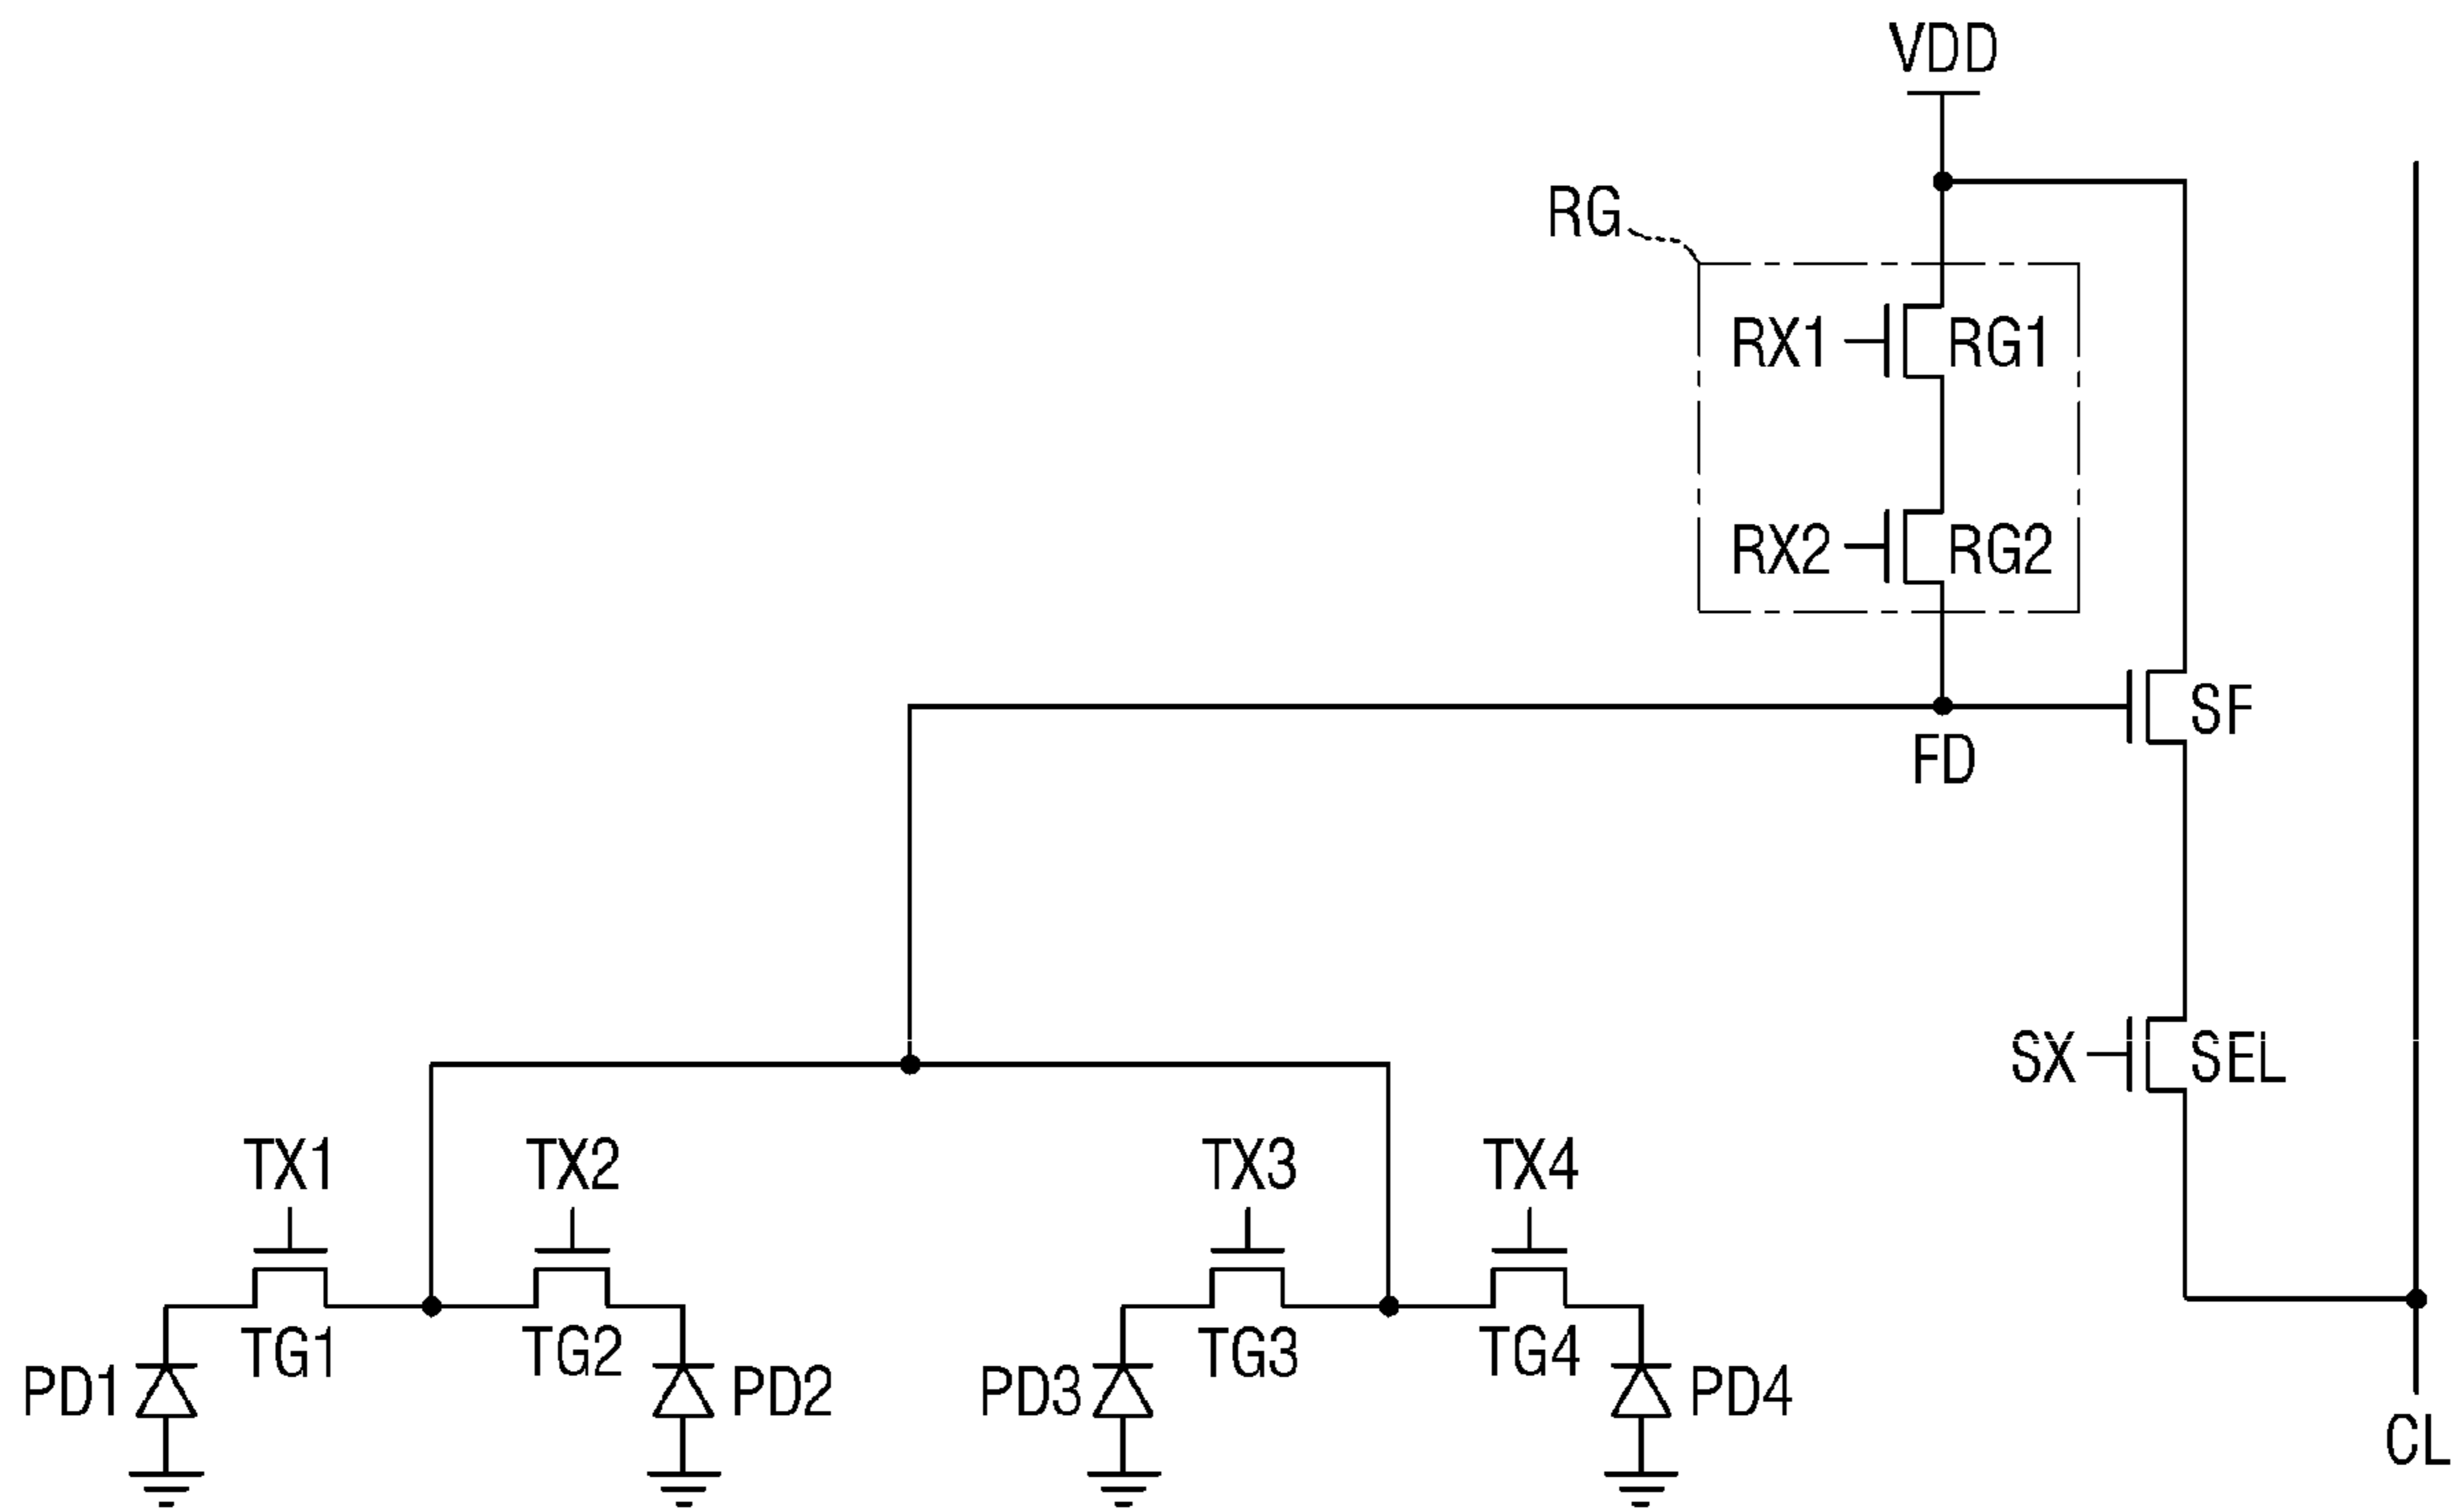 VDD
RG
RX1 RG1
RX2 RG2
SF
FD
SX SEL
TX1 TX2 TX3 TX4
TG1 TG2 TG3 TG4
PD1 PD2 PD3 PD4
CL